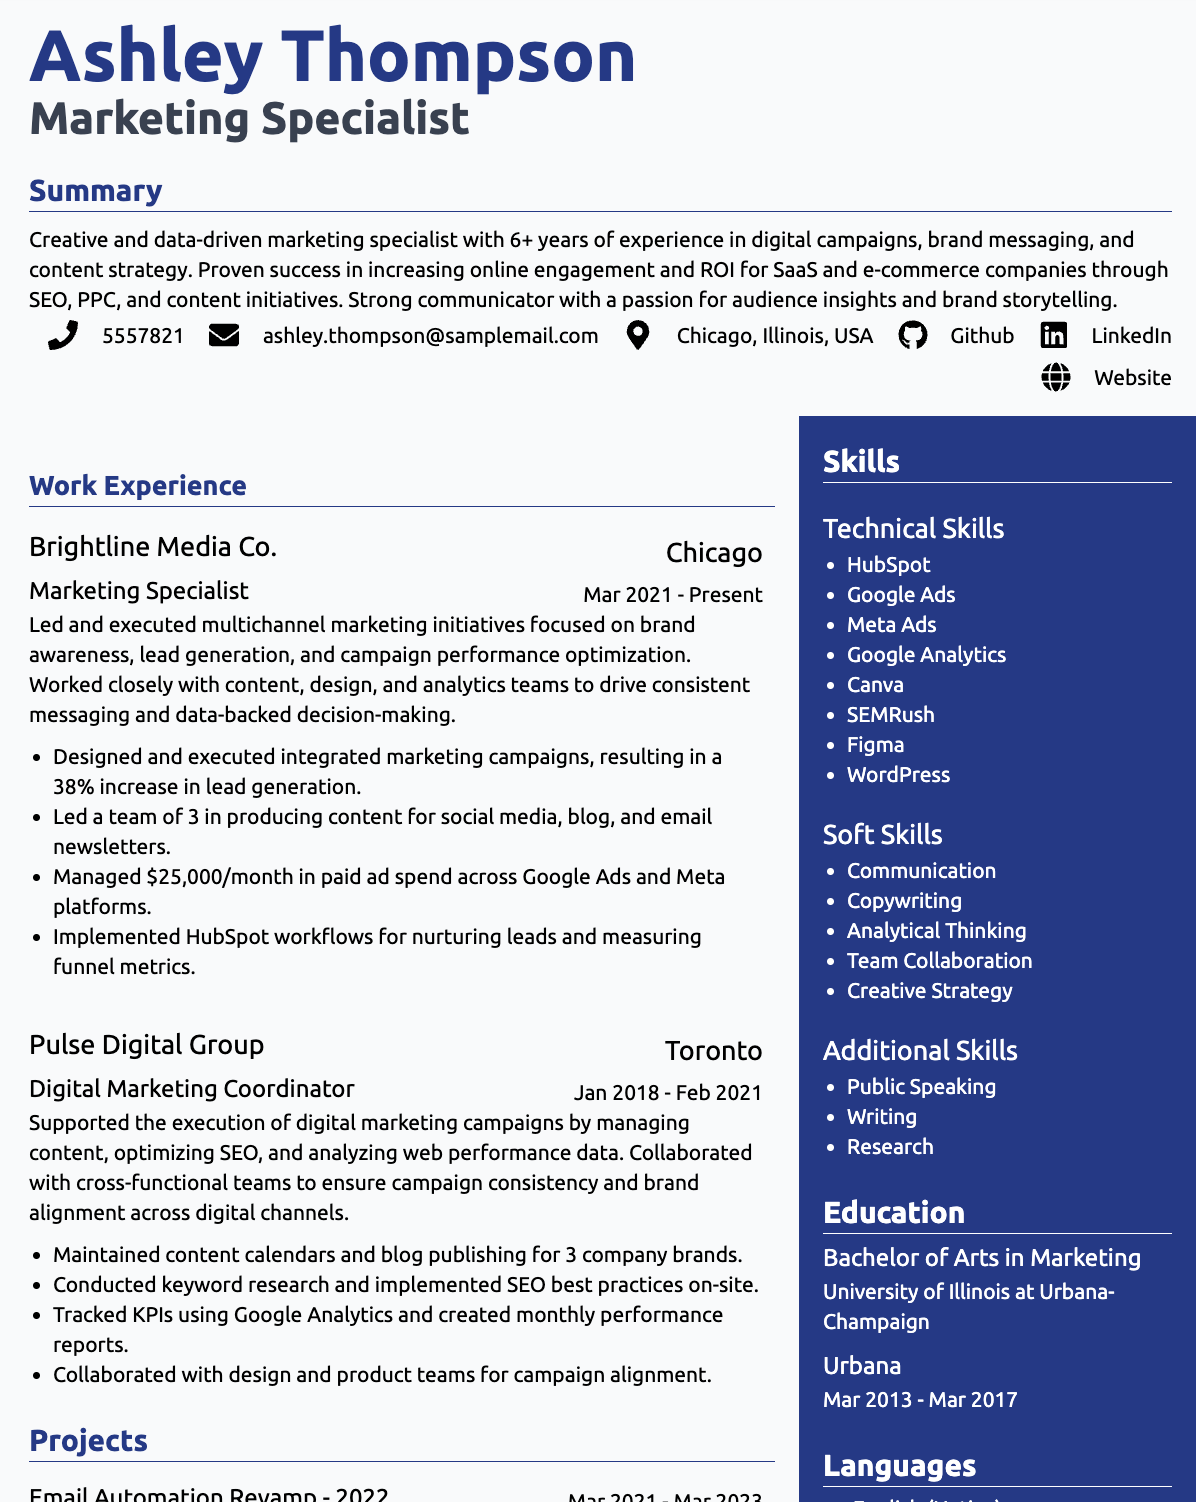 Ashley Thompson
Marketing Specialist
Summary
Creative and data-driven marketing specialist with 6+ years of experience in digital campaigns, brand messaging, and
content strategy. Proven success in increasing online engagement and ROI for SaaS and e-commerce companies through
SEO, PPC, and content initiatives. Strong communicator with a passion for audience insights and brand storytelling.
5557821 ashley.thompson@samplemail.com Chicago, Illinois, USA Github LinkedIn
Website
Work Experience
Brightline Media Co.
Chicago
Marketing Specialist
Mar 2021 - Present
Led and executed multichannel marketing initiatives focused on brand
awareness, lead generation, and campaign performance optimization.
Worked closely with content, design, and analytics teams to drive consistent
messaging and data-backed decision-making.
• Designed and executed integrated marketing campaigns, resulting in a
38% increase in lead generation.
• Led a team of 3 in producing content for social media, blog, and email
newsletters.
• Managed $25,000/month in paid ad spend across Google Ads and Meta
platforms.
• Implemented HubSpot workflows for nurturing leads and measuring
funnel metrics.
Pulse Digital Group
Toronto
Digital Marketing Coordinator
Jan 2018 - Feb 2021
Supported the execution of digital marketing campaigns by managing
content, optimizing SEO, and analyzing web performance data. Collaborated
with cross-functional teams to ensure campaign consistency and brand
alignment across digital channels.
• Maintained content calendars and blog publishing for 3 company brands.
• Conducted keyword research and implemented SEO best practices on-site.
• Tracked KPIs using Google Analytics and created monthly performance
reports.
• Collaborated with design and product teams for campaign alignment.
Projects
Email Automation Revamp - 2022
Mar 2021 - Mar 2023
Skills
Technical Skills
• HubSpot
• Google Ads
• Meta Ads
• Google Analytics
• Canva
• SEMRush
• Figma
• WordPress
Soft Skills
• Communication
• Copywriting
• Analytical Thinking
• Team Collaboration
• Creative Strategy
Additional Skills
• Public Speaking
• Writing
• Research
Education
Bachelor of Arts in Marketing
University of Illinois at Urbana-
Champaign
Urbana
Mar 2013 - Mar 2017
Languages